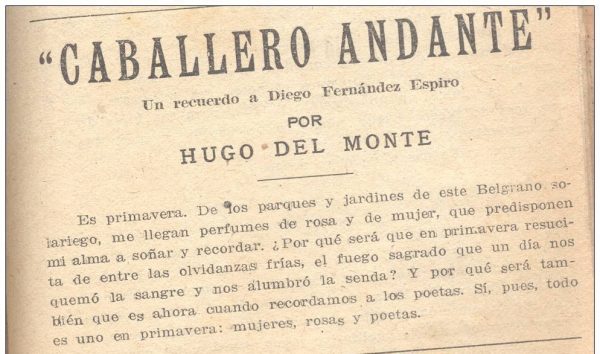 "CABALLERO ANDANTE"
Un recuerdo a Diego Fernández Espiro
POR
HUGO DEL MONTE
Es primavera. De los parques y jardines de este Belgrano so-
lariego, me llegan perfumes de rosa y de mujer, que predisponen
mi alma a soñar y recordar. ¿Por qué será que en primavera resuci-
ta de entre las olvidanzas frías, el fuego sagrado que un día nos
quemó la sangre y nos alumbró la senda? Y por qué será tam-
bién que es ahora cuando recordamos a los poetas. Sí, pues, todo
es uno en primavera: mujeres, rosas y poetas.